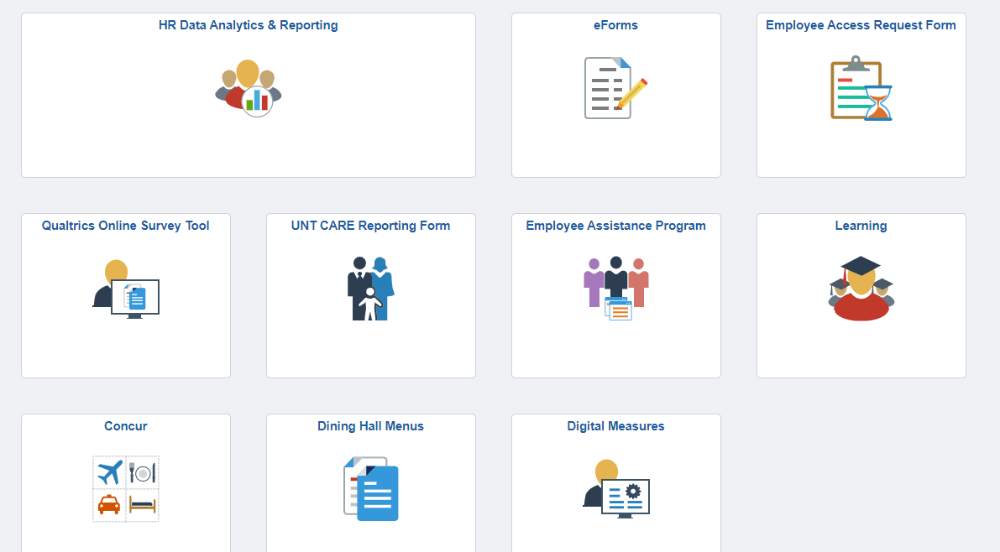 HR Data Analytics & Reporting
eForms
Employee Access Request Form
Qualtrics Online Survey Tool
UNT CARE Reporting Form
Employee Assistance Program
Learning
Concur
Dining Hall Menus
Digital Measures